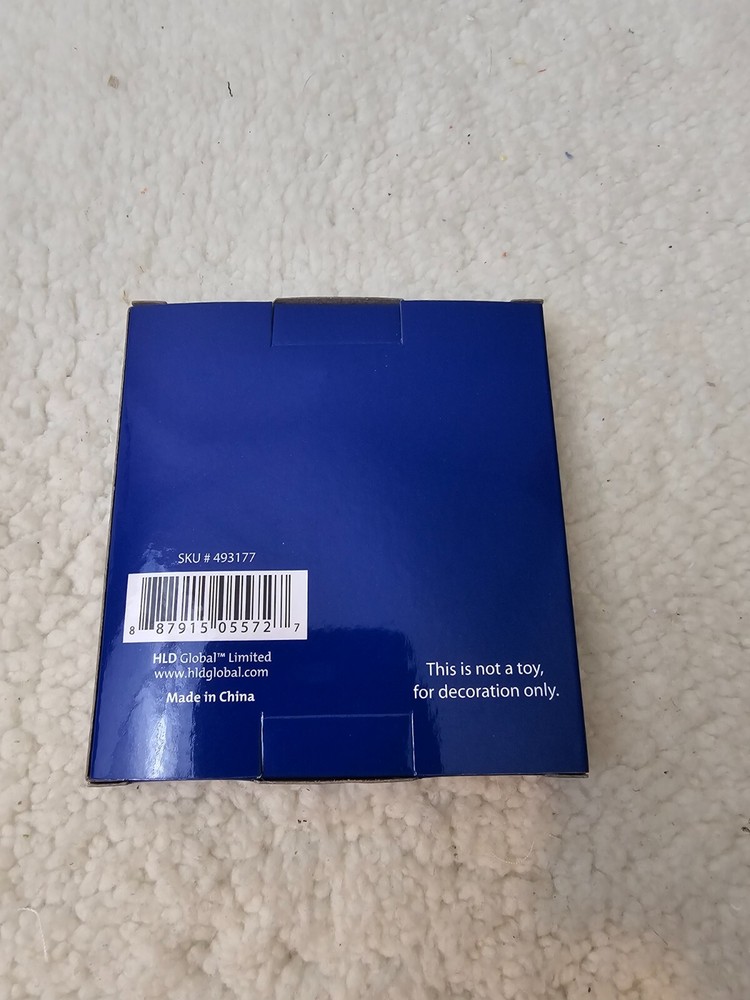 SKU # 493177
8 87915 05572 7
HLD Global™ Limited
www.hldglobal.com
Made in China
This is not a toy,
for decoration only.